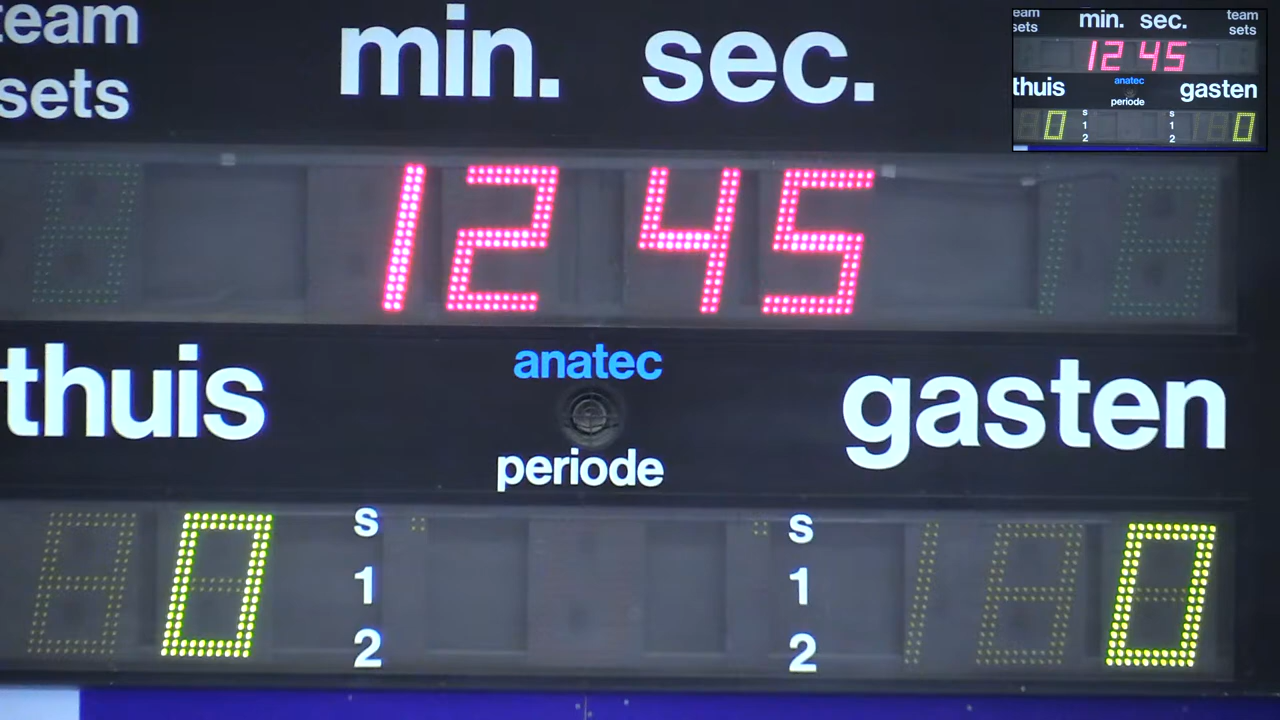 team
sets
min. sec.
12 45
thuis
anatec
gasten
periode
0
s
1
2
s
1
2
0
eam
sets
min. sec.
team
sets
12 45
thuis
anatec
gasten
periode
0
s
1
2
s
1
2
0